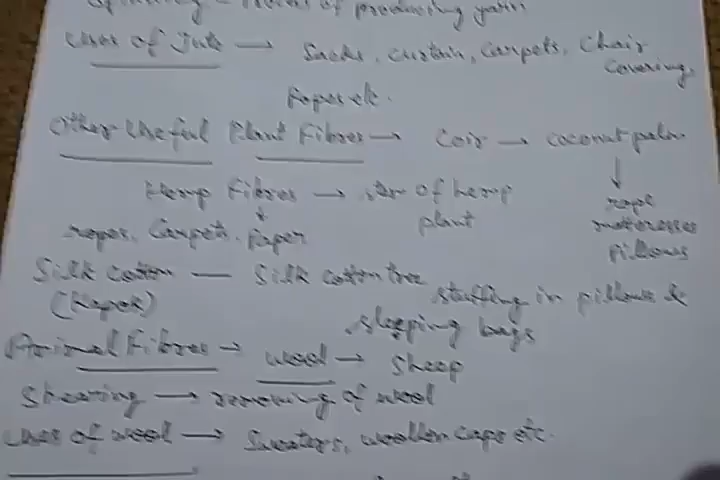 Spinning - Process of producing yarn
Uses of Jute → Sacks, curtain, Carpets, Chair
Covering,
Ropes etc.
Other Useful Plant Fibres → Coir → coconut palm
↓
Hemp Fibres → stem of hemp
plant
rope
mattresses
pillows
ropes, Carpets, Paper
Silk cotton — Silk cotton tree
(Kapok)
stuffing in pillows &
sleeping bags
Animal Fibres → wool → Sheep
Shearing → removing of wool
Uses of wool → Sweaters, woollen caps etc.